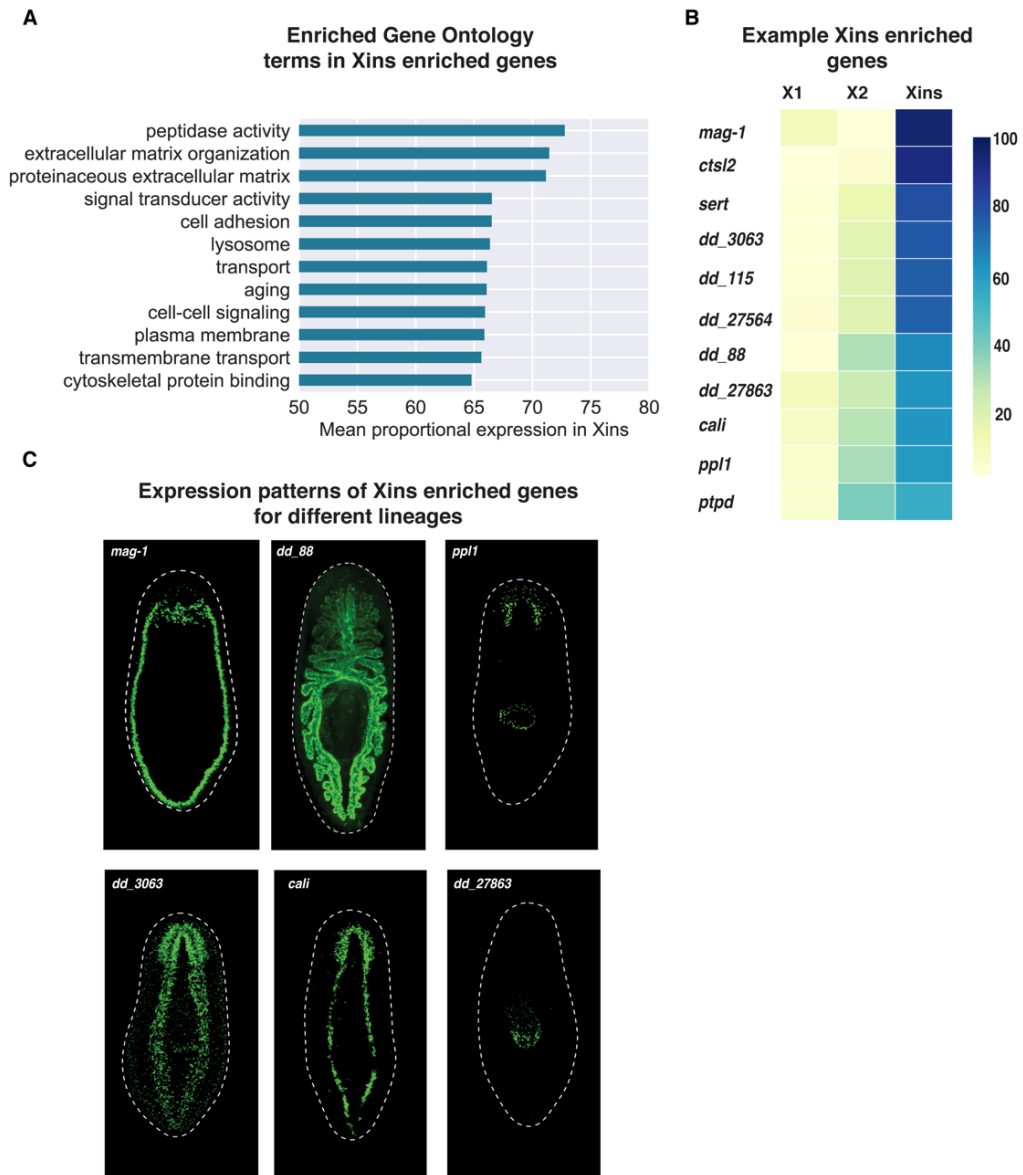 A
Enriched Gene Ontology
terms in Xins enriched genes
peptidase activity
extracellular matrix organization
proteinaceous extracellular matrix
signal transducer activity
cell adhesion
lysosome
transport
aging
cell-cell signaling
plasma membrane
transmembrane transport
cytoskeletal protein binding
50 55 60 65 70 75 80
Mean proportional expression in Xins
B
Example Xins enriched
genes
X1 X2 Xins
mag-1
ctsl2
sert
dd_3063
dd_115
dd_27564
dd_88
dd_27863
cali
ppl1
ptpd
100
80
60
40
20
C
Expression patterns of Xins enriched genes
for different lineages
mag-1
dd_88
ppl1
dd_3063
cali
dd_27863